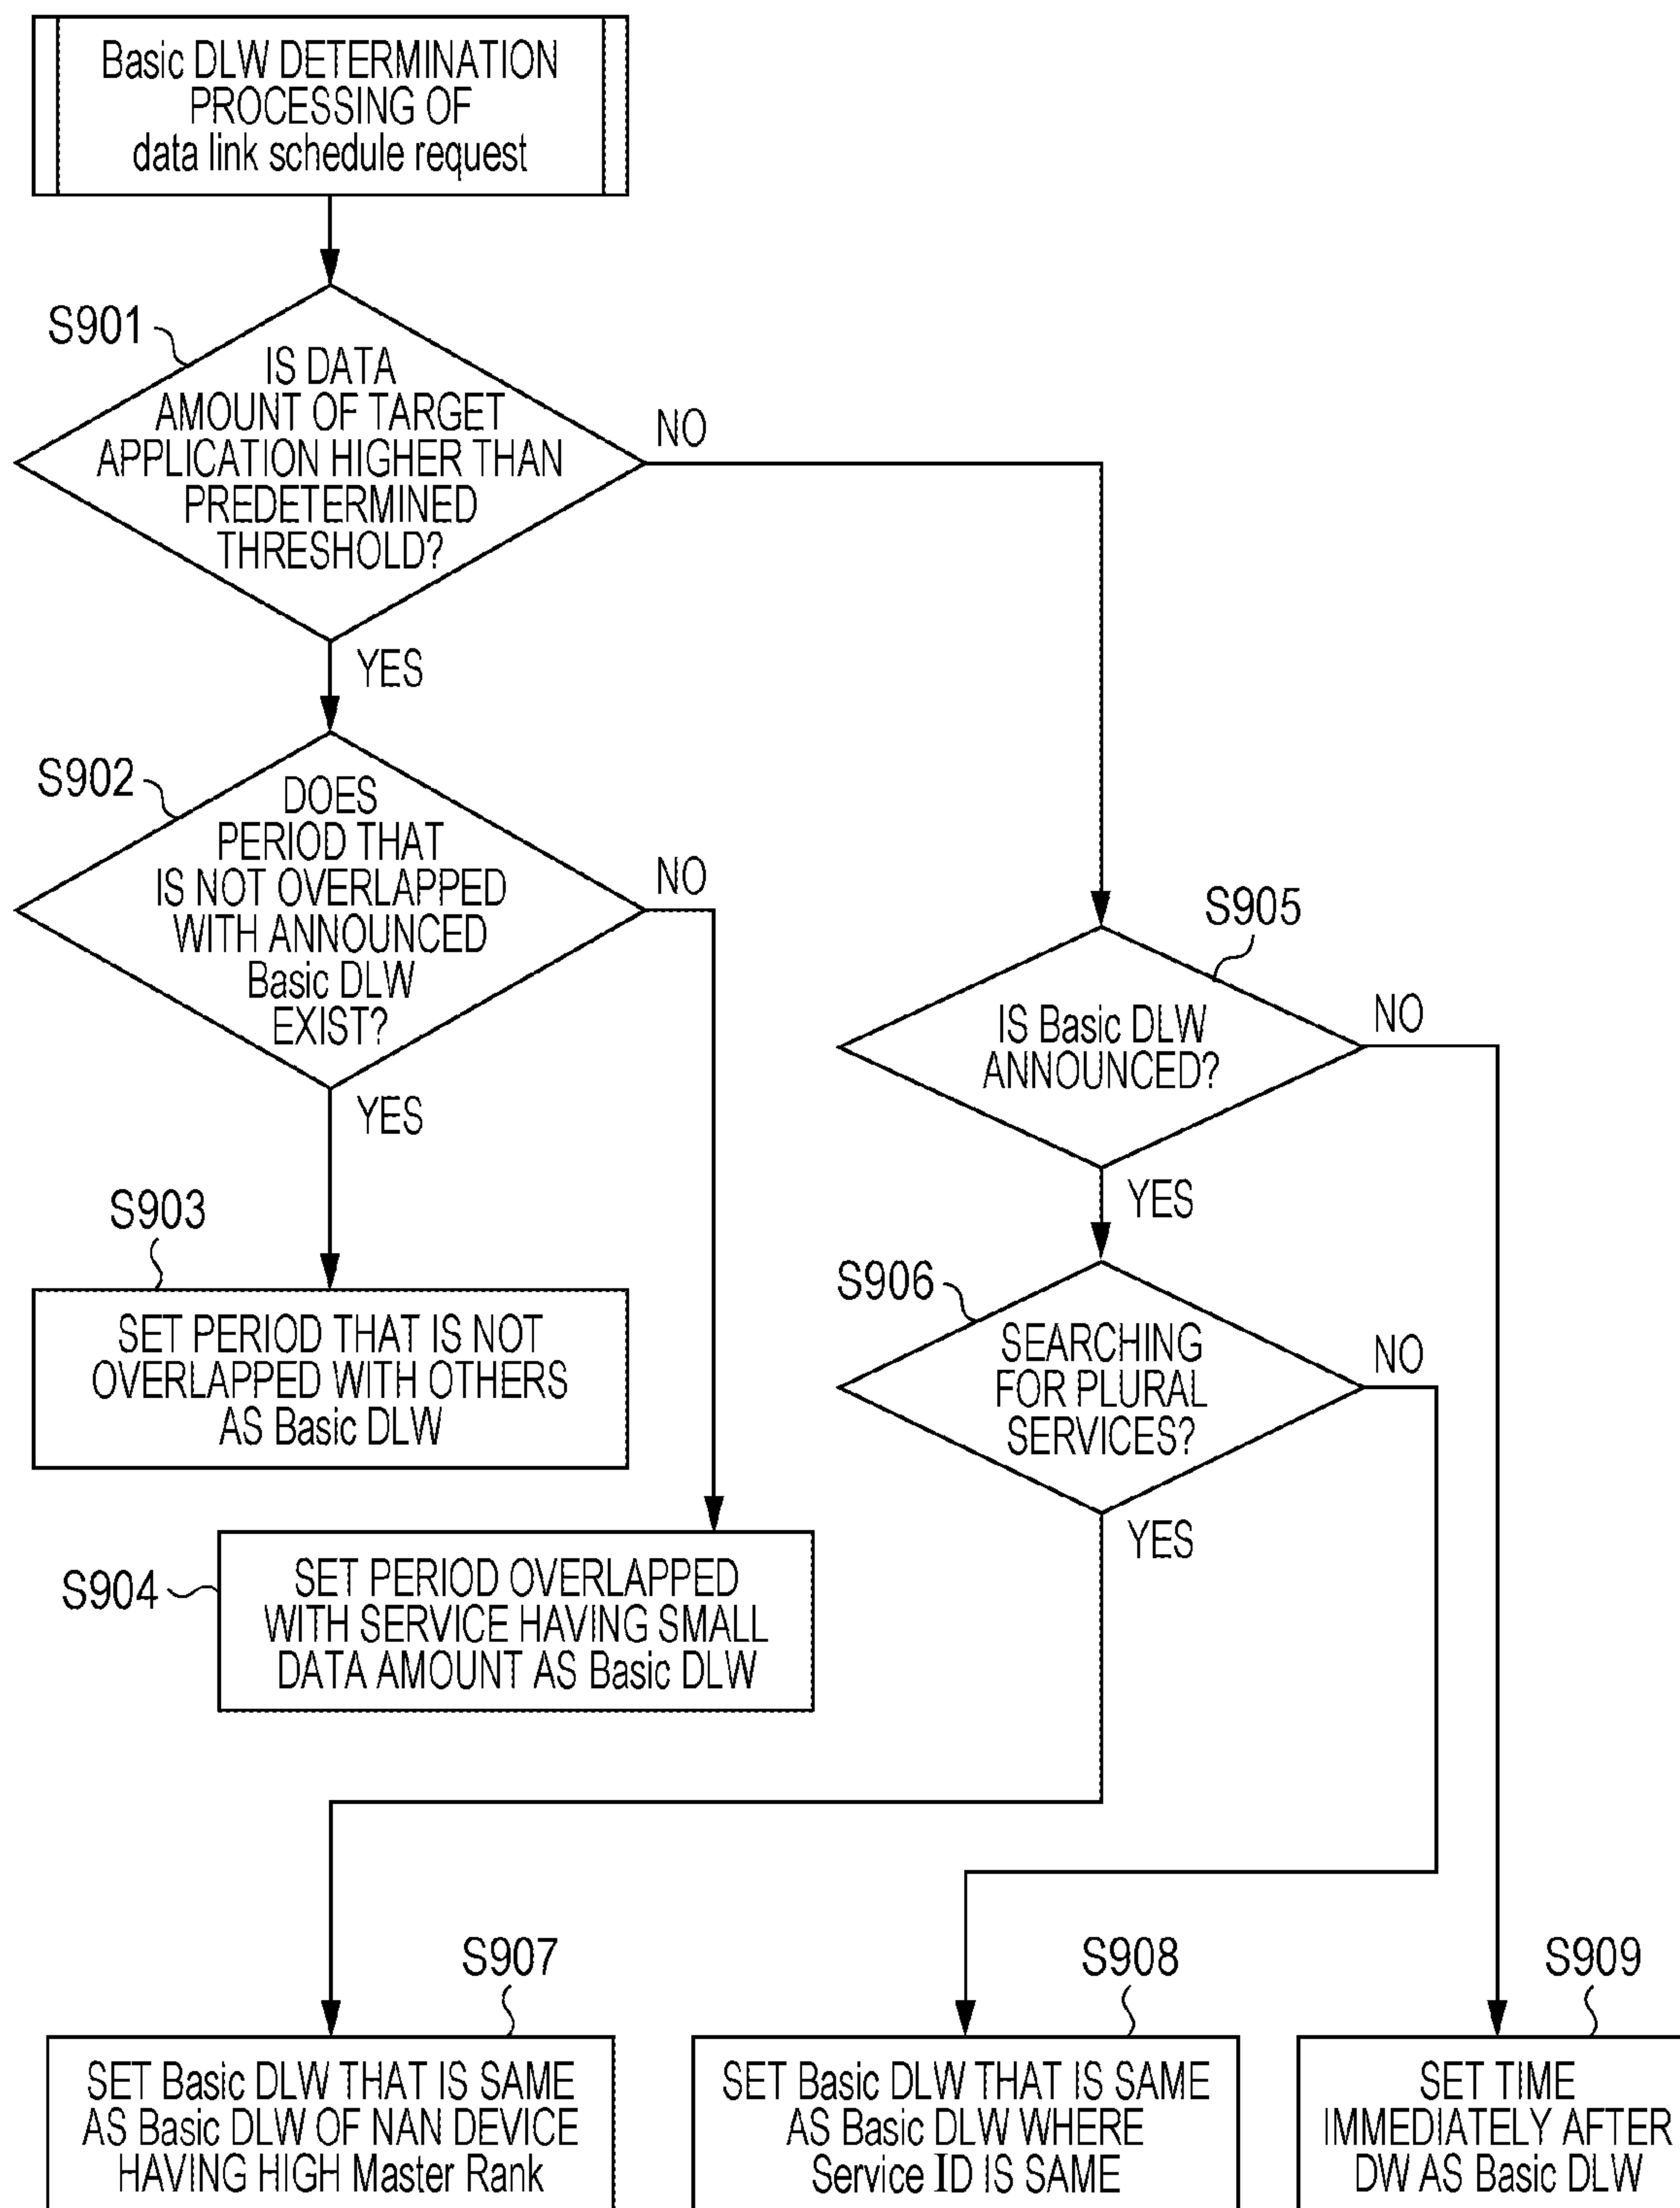 Basic DLW DETERMINATION
PROCESSING OF
data link schedule request
S901
IS DATA
AMOUNT OF TARGET
APPLICATION HIGHER THAN
PREDETERMINED
THRESHOLD?
NO
YES
S902
DOES
PERIOD THAT
IS NOT OVERLAPPED
WITH ANNOUNCED
Basic DLW
EXIST?
NO
YES
S903
SET PERIOD THAT IS NOT
OVERLAPPED WITH OTHERS
AS Basic DLW
S904
SET PERIOD OVERLAPPED
WITH SERVICE HAVING SMALL
DATA AMOUNT AS Basic DLW
S905
IS Basic DLW
ANNOUNCED?
NO
YES
S906
SEARCHING
FOR PLURAL
SERVICES?
NO
YES
S907
SET Basic DLW THAT IS SAME
AS Basic DLW OF NAN DEVICE
HAVING HIGH Master Rank
S908
SET Basic DLW THAT IS SAME
AS Basic DLW WHERE
Service ID IS SAME
S909
SET TIME
IMMEDIATELY AFTER
DW AS Basic DLW